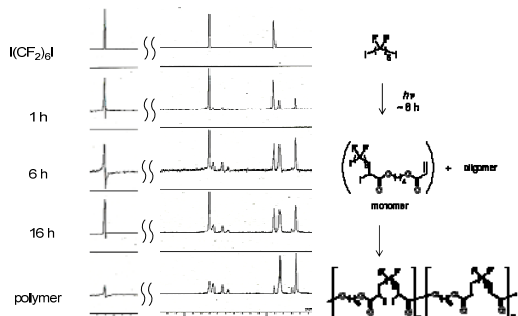 I(CF₂)₆I
1 h
6 h
16 h
polymer
hν
~ 6 h
+ oligomer
monomer